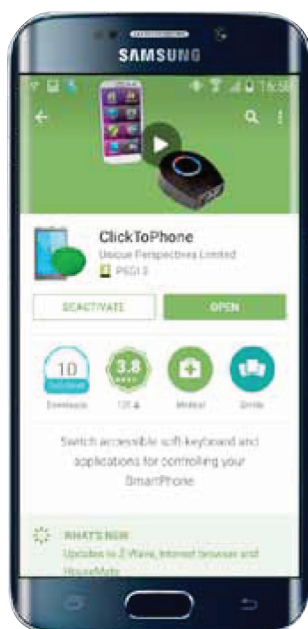 SAMSUNG
16:58
ClickToPhone
Unique Perspectives Limited
PEGI 3
DEACTIVATE
OPEN
10
3.8
Downloads
Medical
Similar
Switch accessible soft-keyboard and
applications for controlling your
SmartPhone
WHAT'S NEW
Updates to Z-Wave, Internet browser and
HouseMate